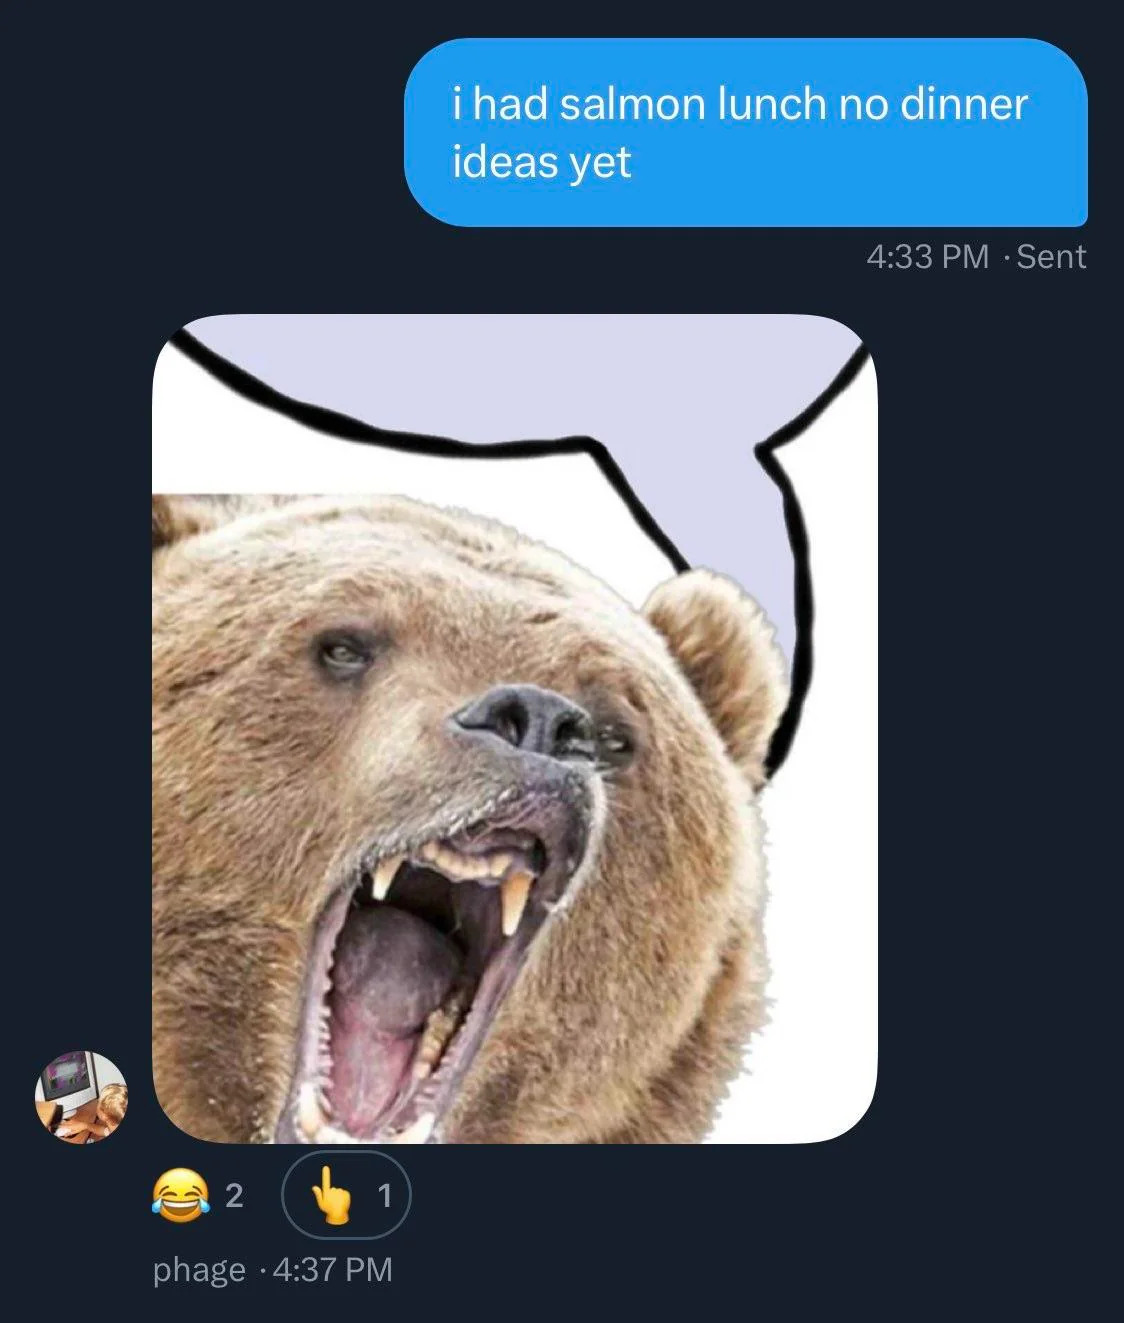 i had salmon lunch no dinner
ideas yet
4:33 PM · Sent
😂 2 👆 1
phage · 4:37 PM